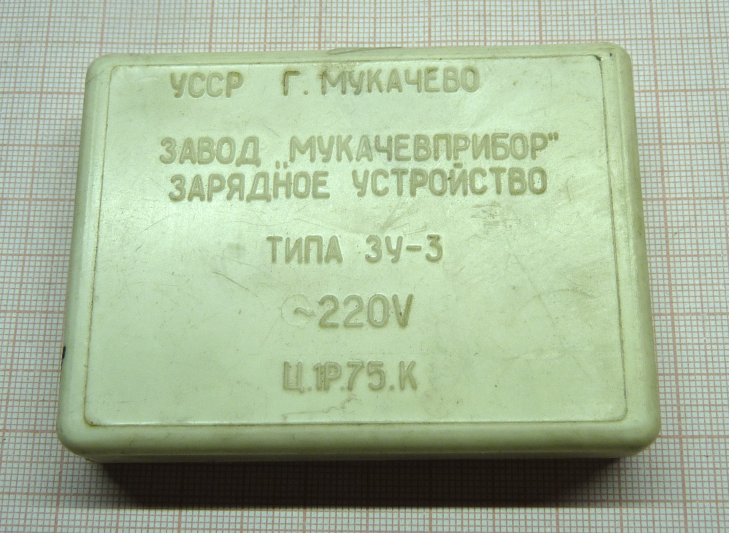 УССР Г. МУКАЧЕВО
ЗАВОД „МУКАЧЕВПРИБОР"
ЗАРЯДНОЕ УСТРОЙСТВО
ТИПА ЗУ-3
~220V
Ц.1Р.75.К